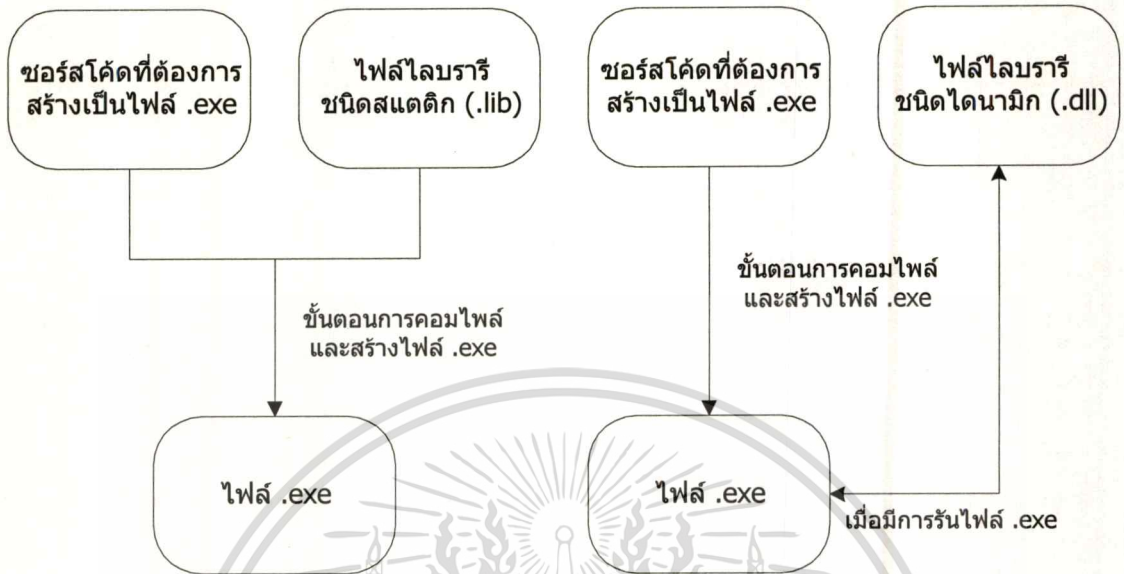 ซอร์สโค้ดที่ต้องการ
สร้างเป็นไฟล์ .exe
ไฟล์ไลบรารี
ชนิดสแตติก (.lib)
ขั้นตอนการคอมไพล์
และสร้างไฟล์ .exe
ไฟล์ .exe
ซอร์สโค้ดที่ต้องการ
สร้างเป็นไฟล์ .exe
ไฟล์ไลบรารี
ชนิดไดนามิก (.dll)
ขั้นตอนการคอมไพล์
และสร้างไฟล์ .exe
ไฟล์ .exe
เมื่อมีการรันไฟล์ .exe